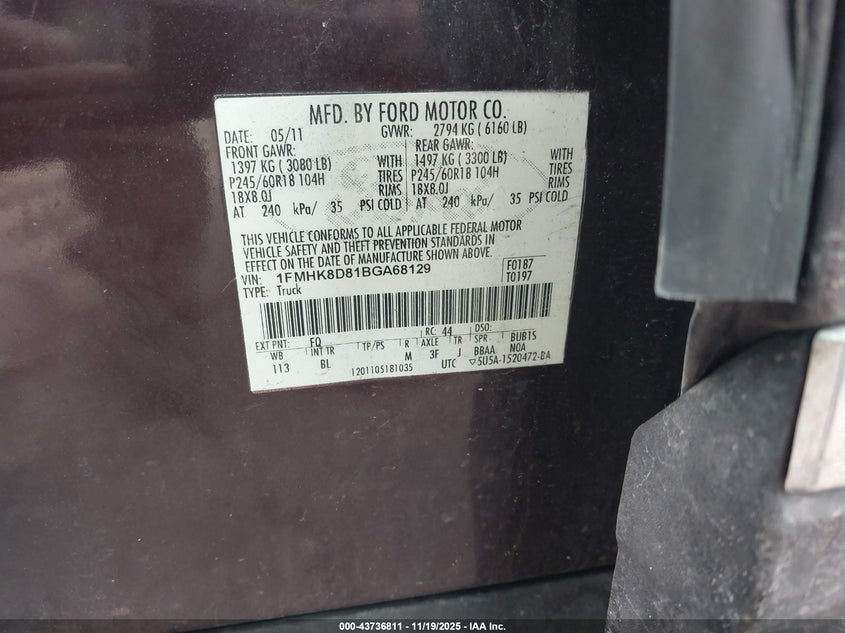 MFD. BY FORD MOTOR CO.
DATE: 05/11 GVWR: 2794 KG ( 6160 LB)
FRONT GAWR: REAR GAWR:
1397 KG ( 3080 LB) WITH 1497 KG ( 3300 LB) WITH
P245/60R18 104H TIRES P245/60R18 104H TIRES
18X8.0J RIMS 18X8.0J RIMS
AT 240 kPa/ 35 PSI COLD AT 240 kPa/ 35 PSI COLD
THIS VEHICLE CONFORMS TO ALL APPLICABLE FEDERAL MOTOR
VEHICLE SAFETY AND THEFT PREVENTION STANDARDS IN
EFFECT ON THE DATE OF MANUFACTURE SHOWN ABOVE.
VIN: 1FMHK8D81BGA68129 F0187
TYPE: Truck T0197
EXT PNT: FQ RC: 44 DSO:
WB INT TR TP/PS R AXLE TR SPR BUB1S
113 BL M 3F J BBAA NOA
1201105181035 UTC ▽5U5A-1520472-BA
000-43736811 - 11/19/2025 - IAA Inc.